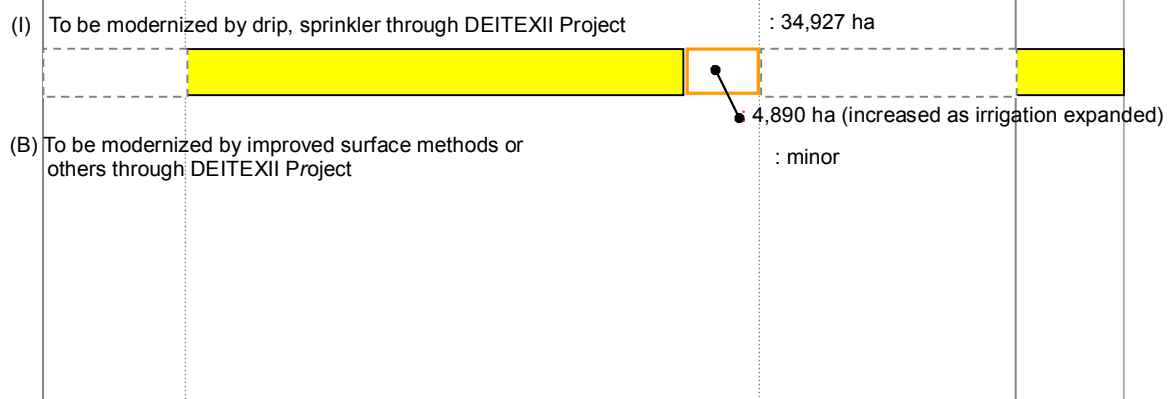 (I) To be modernized by drip, sprinkler through DEITEXII Project : 34,927 ha
: 4,890 ha (increased as irrigation expanded)
(B) To be modernized by improved surface methods or
others through DEITEXII Project : minor